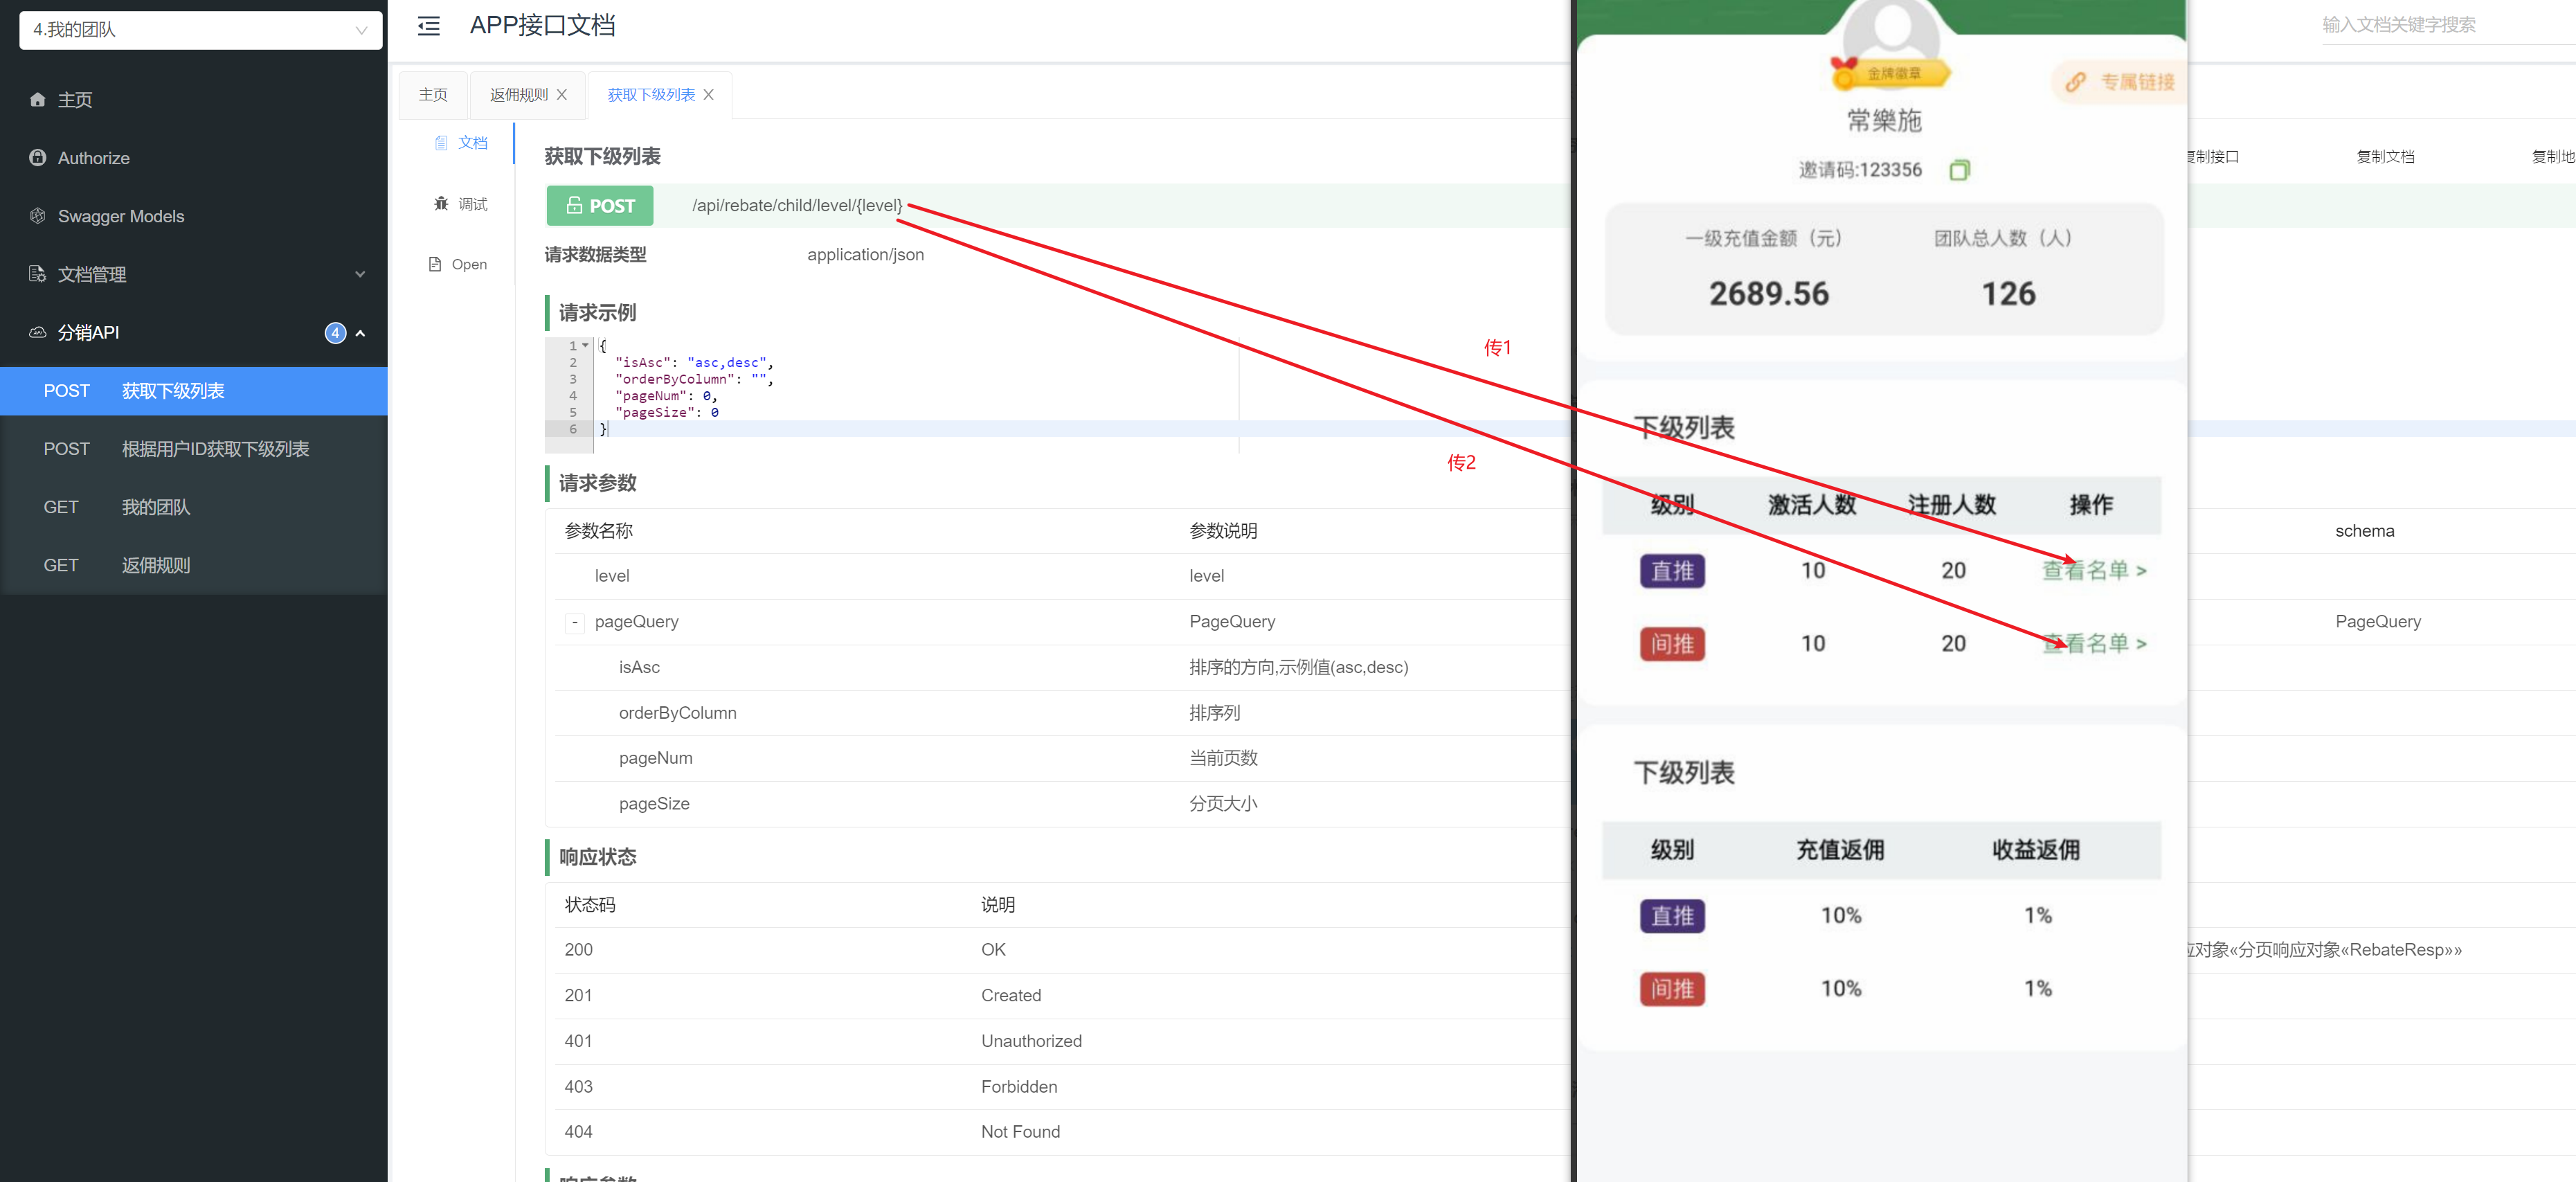 4.我的团队
主页
Authorize
Swagger Models
文档管理
分销API
4
POST 获取下级列表
POST 根据用户ID获取下级列表
GET 我的团队
GET 返佣规则
APP接口文档
输入文档关键字搜索
主页
返佣规则
获取下级列表
文档
调试
Open
获取下级列表
复制接口
复制文档
复制地
POST /api/rebate/child/level/{level}
请求数据类型 application/json
请求示例
1 {
2 "isAsc": "asc,desc",
3 "orderByColumn": "",
4 "pageNum": 0,
5 "pageSize": 0
6 }
传1
传2
请求参数
参数名称 参数说明 schema
level level
- pageQuery PageQuery PageQuery
isAsc 排序的方向,示例值(asc,desc)
orderByColumn 排序列
pageNum 当前页数
pageSize 分页大小
响应状态
状态码 说明
200 OK 应对象«分页响应对象«RebateResp»»
201 Created
401 Unauthorized
403 Forbidden
404 Not Found
响应参数
金牌徽章
专属链接
常樂施
邀请码:123356
一级充值金额（元） 团队总人数（人）
2689.56 126
下级列表
级别 激活人数 注册人数 操作
直推 10 20 查看名单 >
间推 10 20 查看名单 >
下级列表
级别 充值返佣 收益返佣
直推 10% 1%
间推 10% 1%